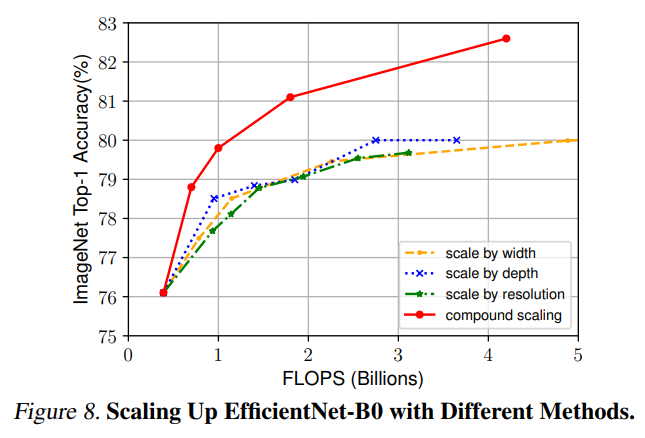 83
82
81
80
79
78
77
76
75
ImageNet Top-1 Accuracy(%)
scale by width
scale by depth
scale by resolution
compound scaling
0 1 2 3 4 5
FLOPS (Billions)
Figure 8. Scaling Up EfficientNet-B0 with Different Methods.